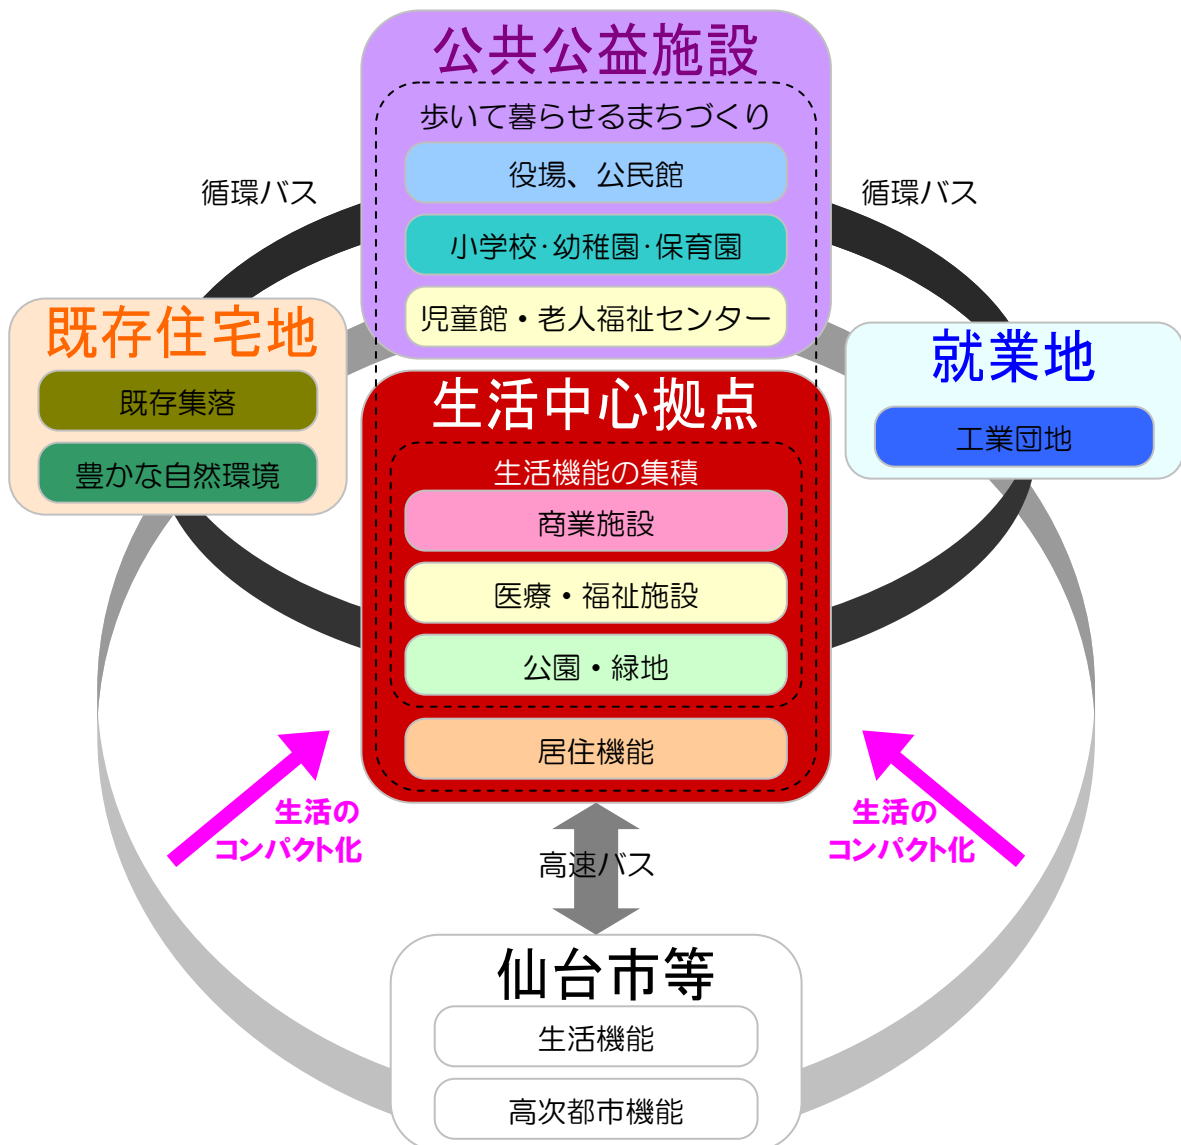 公共公益施設
歩いて暮らせるまちづくり
役場、公民館
循環バス
循環バス
小学校・幼稚園・保育園
児童館・老人福祉センター
既存住宅地
既存集落
豊かな自然環境
就業地
工業団地
生活中心拠点
生活機能の集積
商業施設
医療・福祉施設
公園・緑地
居住機能
生活の
コンパクト化
生活の
コンパクト化
高速バス
仙台市等
生活機能
高次都市機能